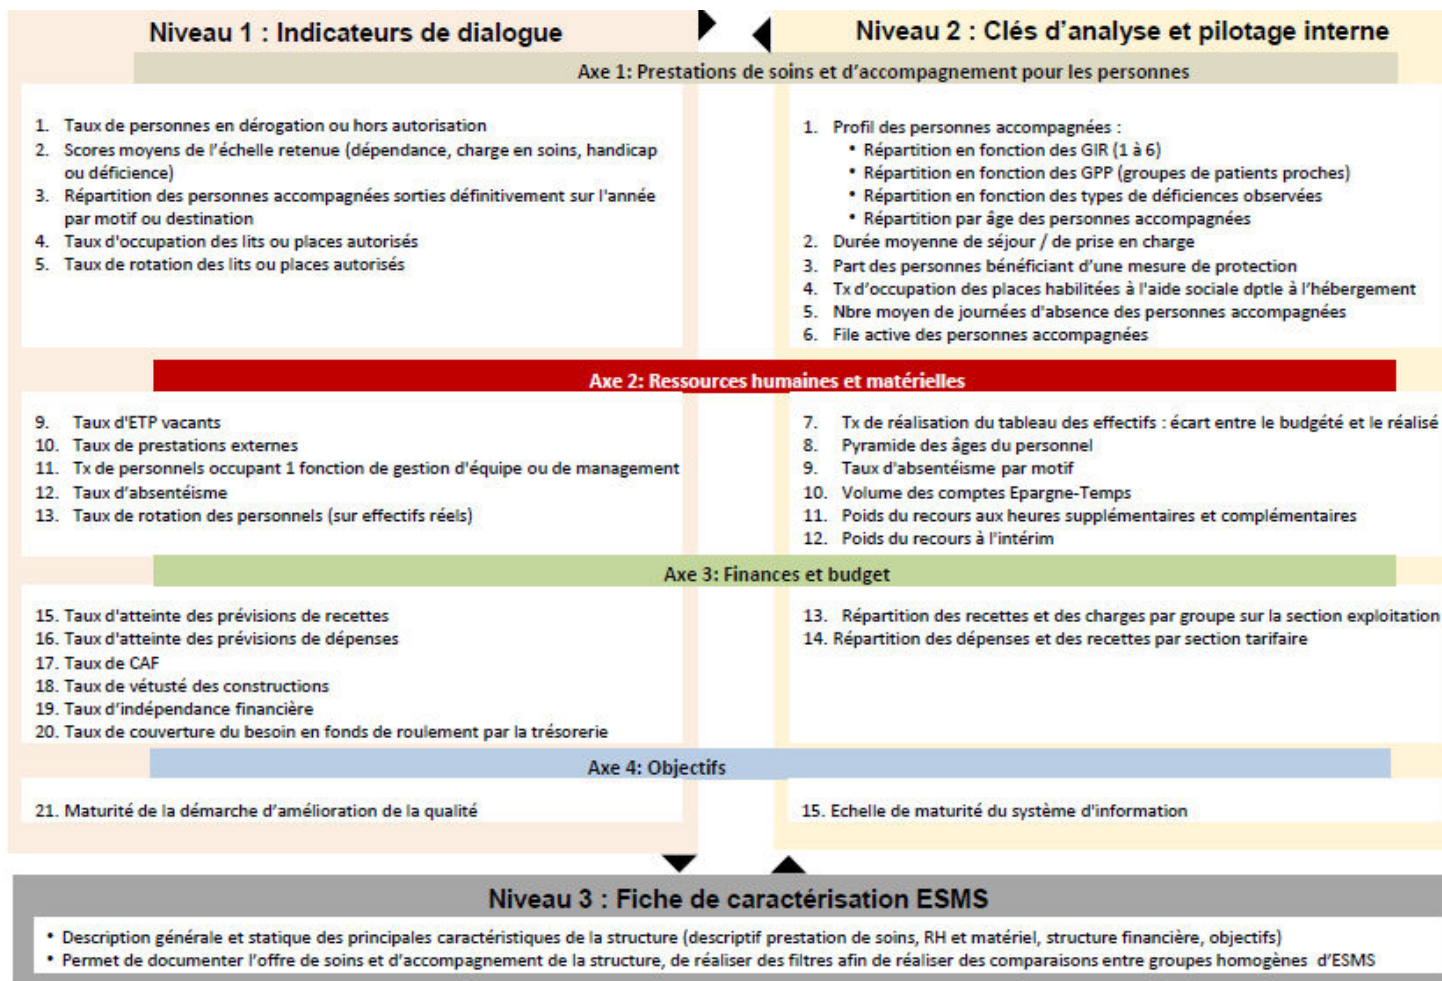 Niveau 1 : Indicateurs de dialogue
Niveau 2 : Clés d'analyse et pilotage interne
Axe 1: Prestations de soins et d'accompagnement pour les personnes
1. Taux de personnes en dérogation ou hors autorisation
2. Scores moyens de l'échelle retenue (dépendance, charge en soins, handicap
ou déficience)
3. Répartition des personnes accompagnées sorties définitivement sur l'année
par motif ou destination
4. Taux d'occupation des lits ou places autorisés
5. Taux de rotation des lits ou places autorisés
1. Profil des personnes accompagnées :
• Répartition en fonction des GIR (1 à 6)
• Répartition en fonction des GPP (groupes de patients proches)
• Répartition en fonction des types de déficiences observées
• Répartition par âge des personnes accompagnées
2. Durée moyenne de séjour / de prise en charge
3. Part des personnes bénéficiant d'une mesure de protection
4. Tx d'occupation des places habilitées à l'aide sociale dptle à l'hébergement
5. Nbre moyen de journées d'absence des personnes accompagnées
6. File active des personnes accompagnées
Axe 2: Ressources humaines et matérielles
9. Taux d'ETP vacants
10. Taux de prestations externes
11. Tx de personnels occupant 1 fonction de gestion d'équipe ou de management
12. Taux d'absentéisme
13. Taux de rotation des personnels (sur effectifs réels)
7. Tx de réalisation du tableau des effectifs : écart entre le budgété et le réalisé
8. Pyramide des âges du personnel
9. Taux d'absentéisme par motif
10. Volume des comptes Epargne-Temps
11. Poids du recours aux heures supplémentaires et complémentaires
12. Poids du recours à l'intérim
Axe 3: Finances et budget
15. Taux d'atteinte des prévisions de recettes
16. Taux d'atteinte des prévisions de dépenses
17. Taux de CAF
18. Taux de vétusté des constructions
19. Taux d'indépendance financière
20. Taux de couverture du besoin en fonds de roulement par la trésorerie
13. Répartition des recettes et des charges par groupe sur la section exploitation
14. Répartition des dépenses et des recettes par section tarifaire
Axe 4: Objectifs
21. Maturité de la démarche d'amélioration de la qualité
15. Echelle de maturité du système d'information
Niveau 3 : Fiche de caractérisation ESMS
• Description générale et statique des principales caractéristiques de la structure (descriptif prestation de soins, RH et matériel, structure financière, objectifs)
• Permet de documenter l'offre de soins et d'accompagnement de la structure, de réaliser des filtres afin de réaliser des comparaisons entre groupes homogènes d'ESMS